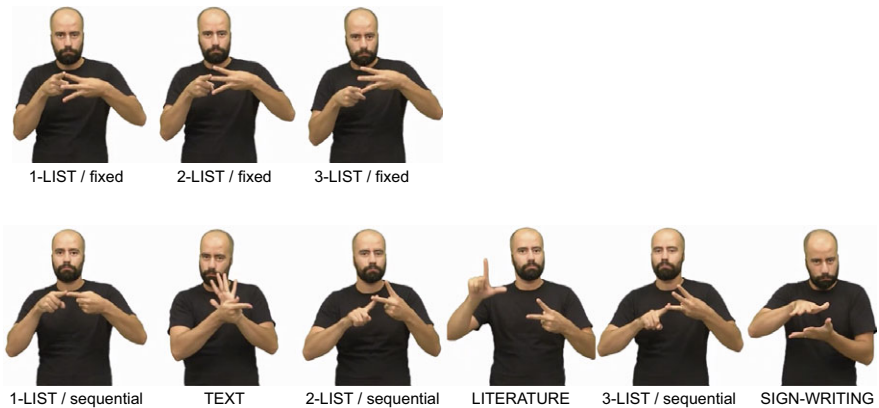 1-LIST / fixed 2-LIST / fixed 3-LIST / fixed
1-LIST / sequential TEXT 2-LIST / sequential LITERATURE 3-LIST / sequential SIGN-WRITING